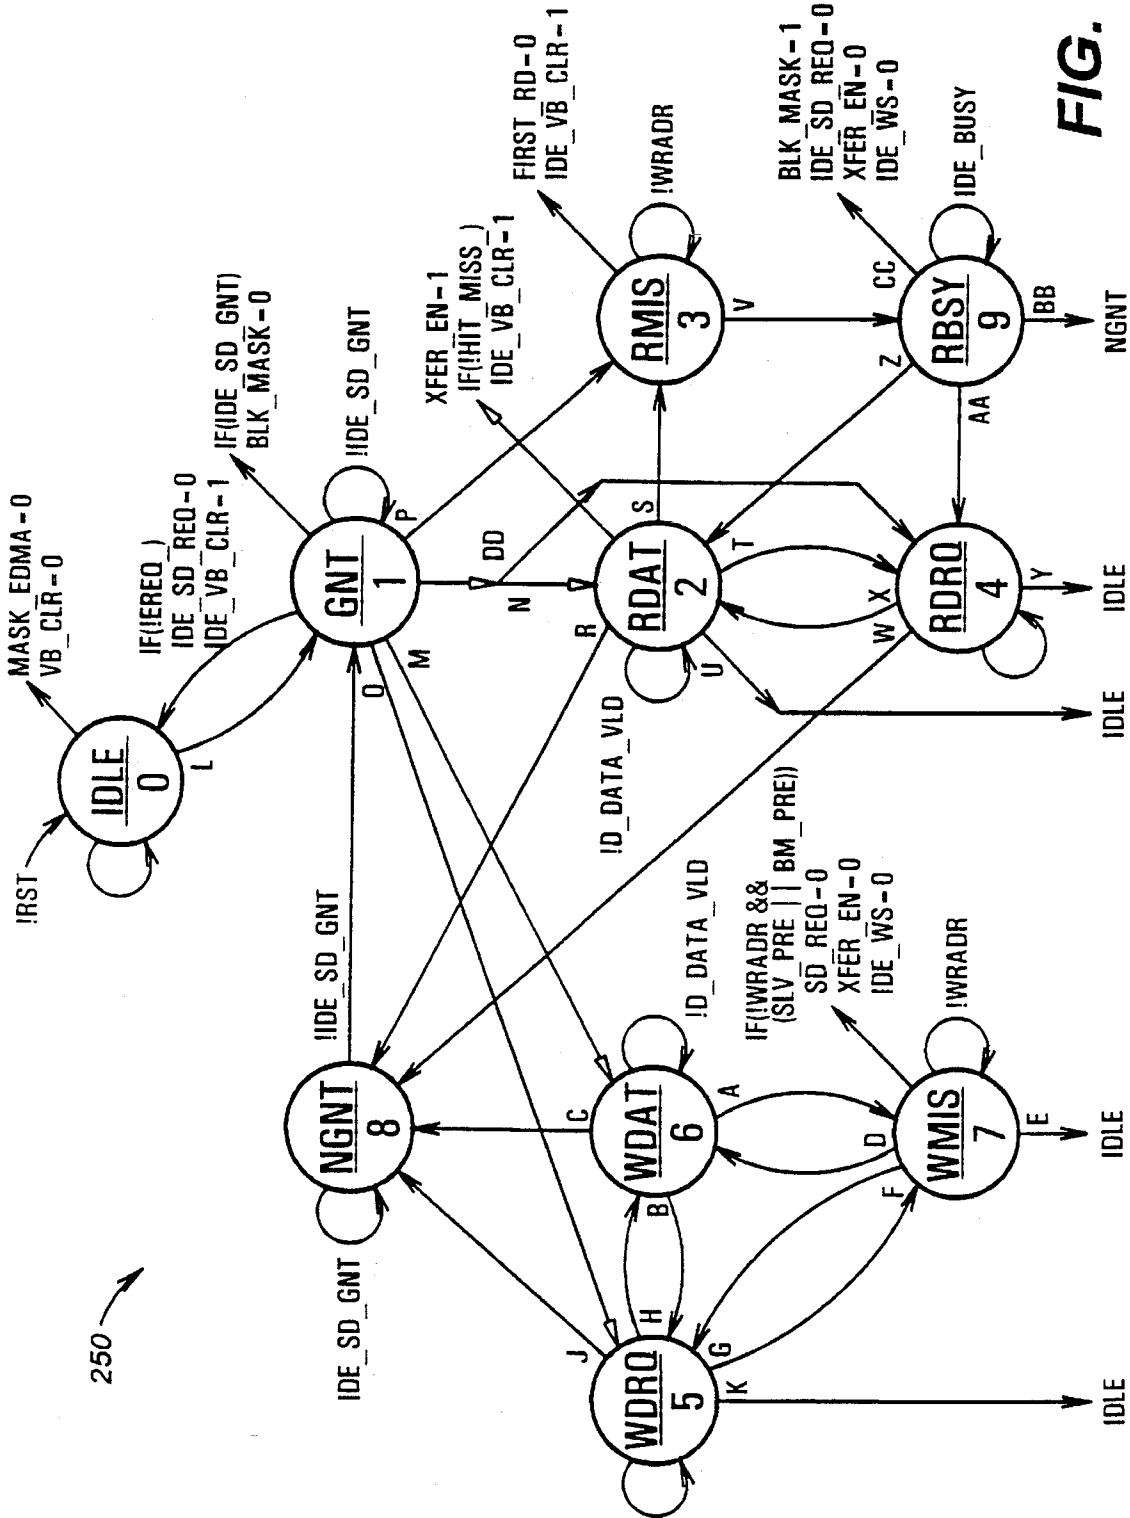 250
!RST
MASK_EDMA=0
VB_CLR=0
IDLE
0
L
IF(!EREQ_)
IDE_SD_REQ=0
IDE_VB_CLR=1
IF(IDE_SD_GNT)
BLK_MASK=0
GNT
1
!IDE_SD_GNT
P
O
M
DD
N
IDE_SD_GNT
NGNT
8
!IDE_SD_GNT
XFER_EN=1
IF(!HIT_MISS_)
IDE_VB_CLR=1
FIRST_RD=0
IDE_VB_CLR=1
J
C
R
S
WDRQ
5
H
B
WDAT
6
!D_DATA_VLD
!D_DATA_VLD
RDAT
2
U
T
RMIS
3
!WRADR
V
G
K
A
D
F
IF(!WRADR &&
(SLV_PRE || BM_PRE))
SD_REQ=0
XFER_EN=0
IDE_WS=0
W
X
Z
CC
BLK_MASK=1
IDE_SD_REQ=0
XFER_EN=0
IDE_WS=0
WMIS
7
!WRADR
RDRQ
4
AA
RBSY
9
IDE_BUSY
E
Y
BB
IDLE
IDLE
IDLE
IDLE
NGNT
FIG.